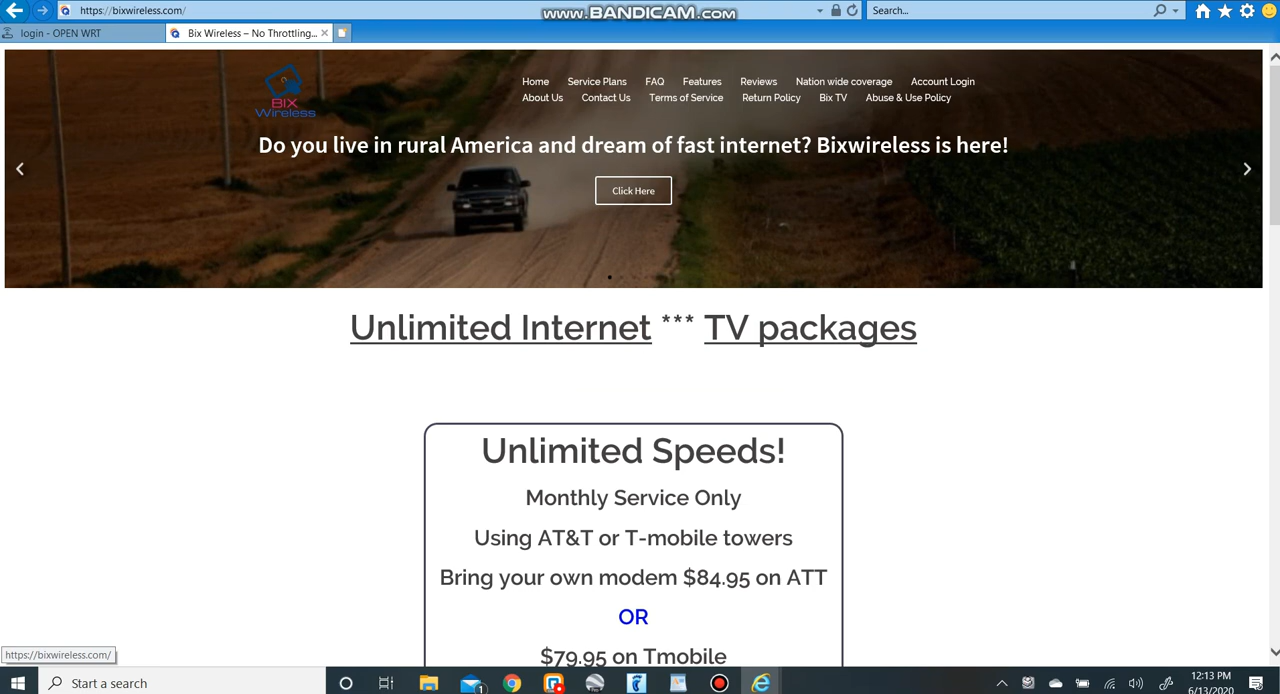 https://bixwireless.com/
www.BANDICAM.com
Search...
login - OPEN WRT
Bix Wireless – No Throttling...
BIX
Wireless
Home Service Plans FAQ Features Reviews Nation wide coverage Account Login
About Us Contact Us Terms of Service Return Policy Bix TV Abuse & Use Policy
Do you live in rural America and dream of fast internet? Bixwireless is here!
Click Here
Unlimited Internet *** TV packages
Unlimited Speeds!
Monthly Service Only
Using AT&T or T-mobile towers
Bring your own modem $84.95 on ATT
OR
$79.95 on Tmobile
https://bixwireless.com/
Start a search
1
12:13 PM
6/13/2020